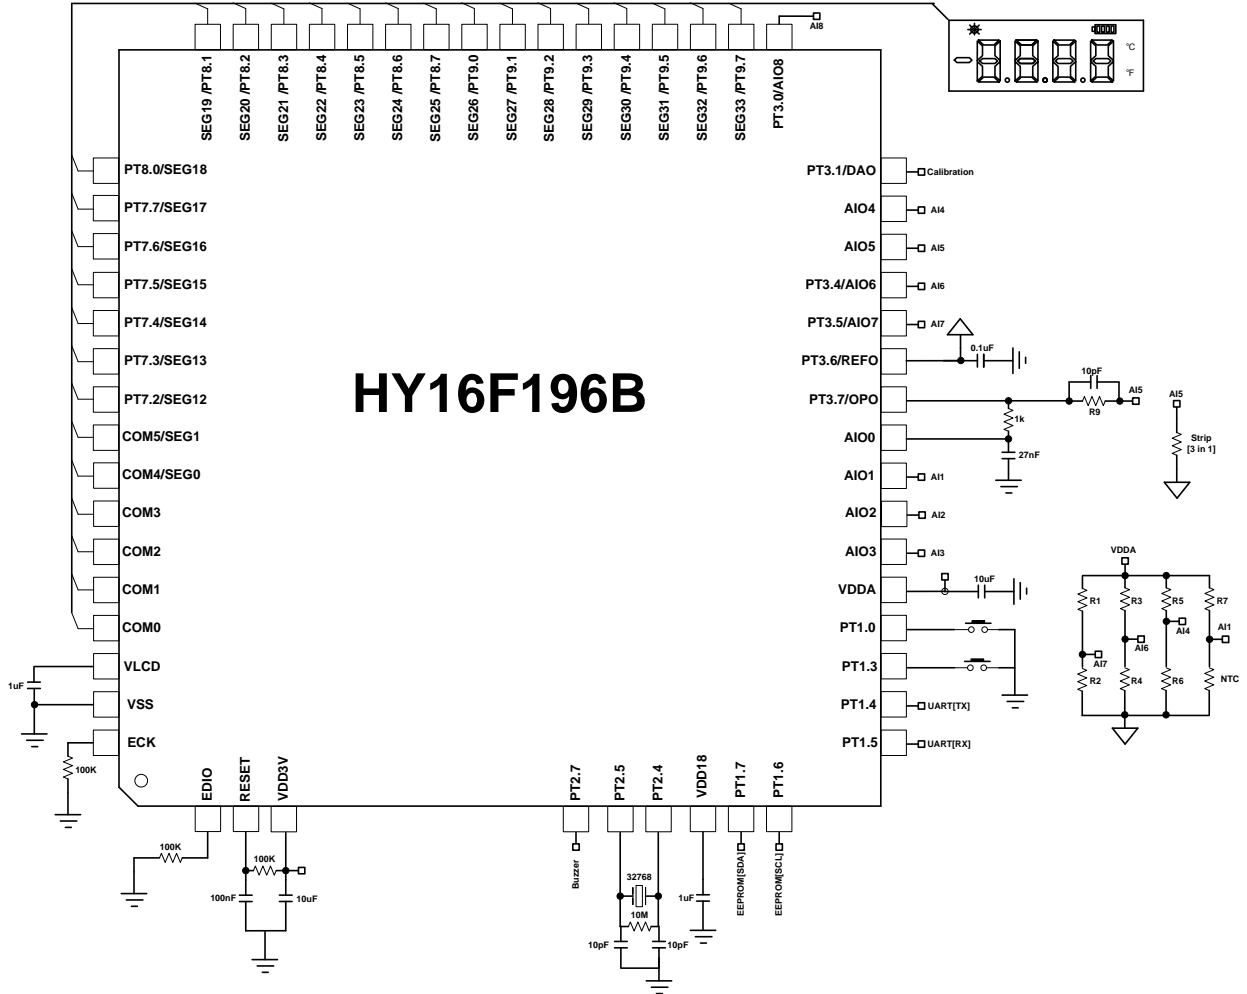 AI8
SEG19 /PT8.1
SEG20 /PT8.2
SEG21 /PT8.3
SEG22 /PT8.4
SEG23 /PT8.5
SEG24 /PT8.6
SEG25 /PT8.7
SEG26 /PT9.0
SEG27 /PT9.1
SEG28 /PT9.2
SEG29 /PT9.3
SEG30 /PT9.4
SEG31 /PT9.5
SEG32 /PT9.6
SEG33 /PT9.7
PT3.0/AIO8
°C
°F
PT8.0/SEG18
PT7.7/SEG17
PT7.6/SEG16
PT7.5/SEG15
PT7.4/SEG14
PT7.3/SEG13
PT7.2/SEG12
COM5/SEG1
COM4/SEG0
COM3
COM2
COM1
COM0
VLCD
VSS
ECK
1uF
100K
HY16F196B
PT3.1/DAO
Calibration
AIO4
AI4
AIO5
AI5
PT3.4/AIO6
AI6
PT3.5/AIO7
AI7
PT3.6/REFO
0.1uF
PT3.7/OPO
10pF
R9
AI5
1k
AIO0
27nF
AIO1
AI1
AIO2
AI2
AIO3
AI3
VDDA
10uF
PT1.0
PT1.3
PT1.4
UART[TX]
PT1.5
UART[RX]
AI5
Strip
[3 in 1]
VDDA
R1
R3
R5
R7
AI7
AI6
AI4
AI1
R2
R4
R6
NTC
EDIO
RESET
VDD3V
PT2.7
PT2.5
PT2.4
VDD18
PT1.7
PT1.6
100K
100K
100nF
10uF
Buzzer
32768
10M
10pF
10pF
1uF
EEPROM[SDA]
EEPROM[SCL]